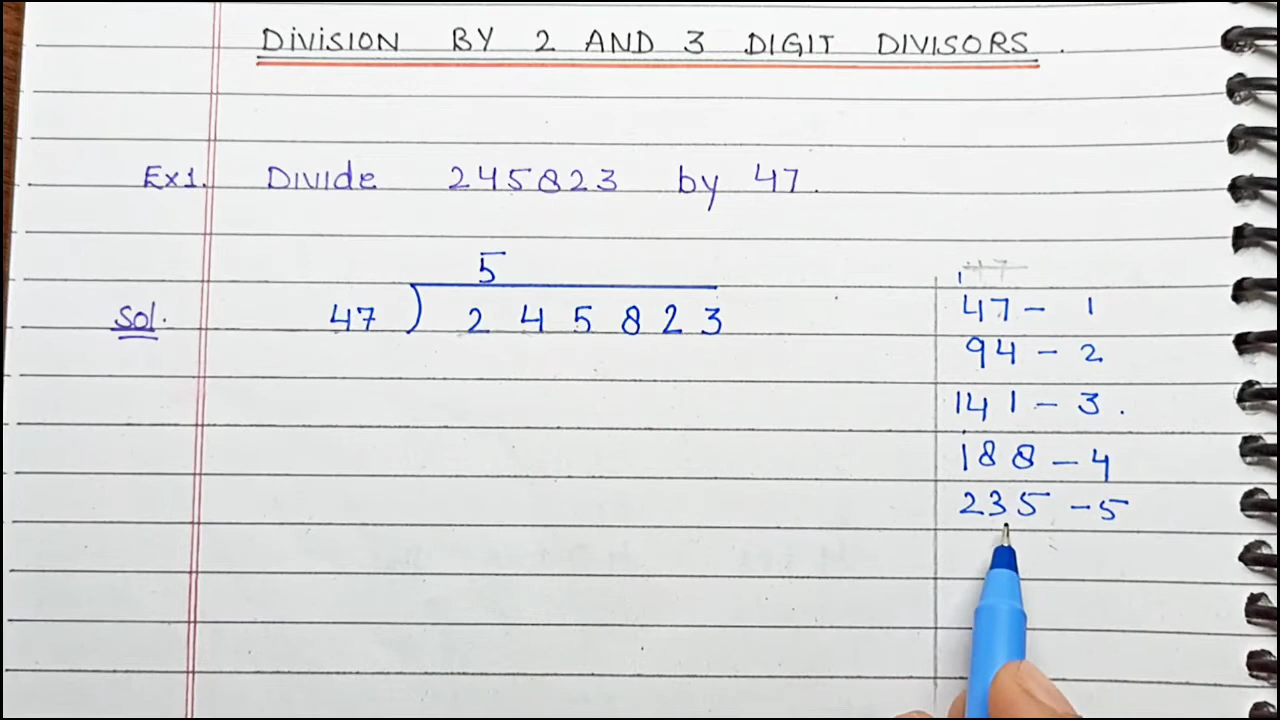 DIVISION BY 2 AND 3 DIGIT DIVISORS.
Ex1. Divide 245823 by 47.
5
Sol. 47 ) 2 4 5 8 2 3
1
47 - 1
94 - 2
141 - 3.
188 - 4
235 - 5